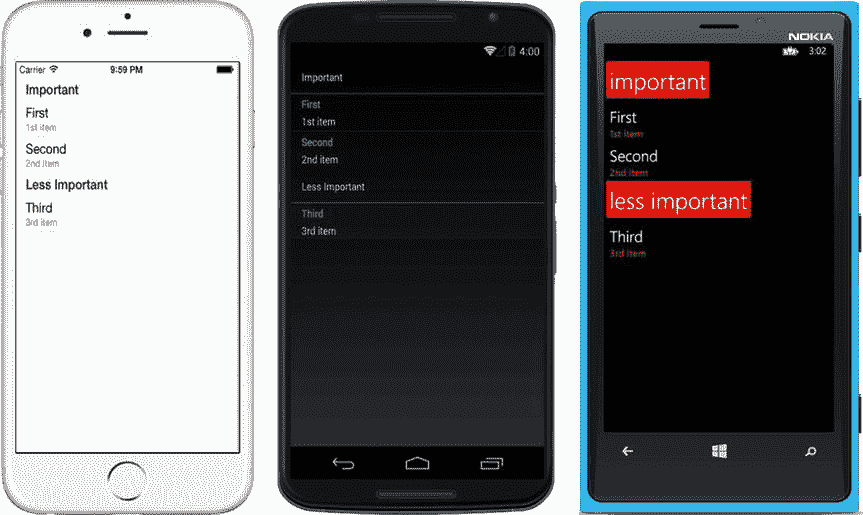 Carrier 9:59 PM
Important
First
1st item
Second
2nd item
Less Important
Third
3rd item
4:00
Important
First
1st item
Second
2nd item
Less Important
Third
3rd item
NOKIA
3:02
important
First
1st item
Second
2nd item
less important
Third
3rd item